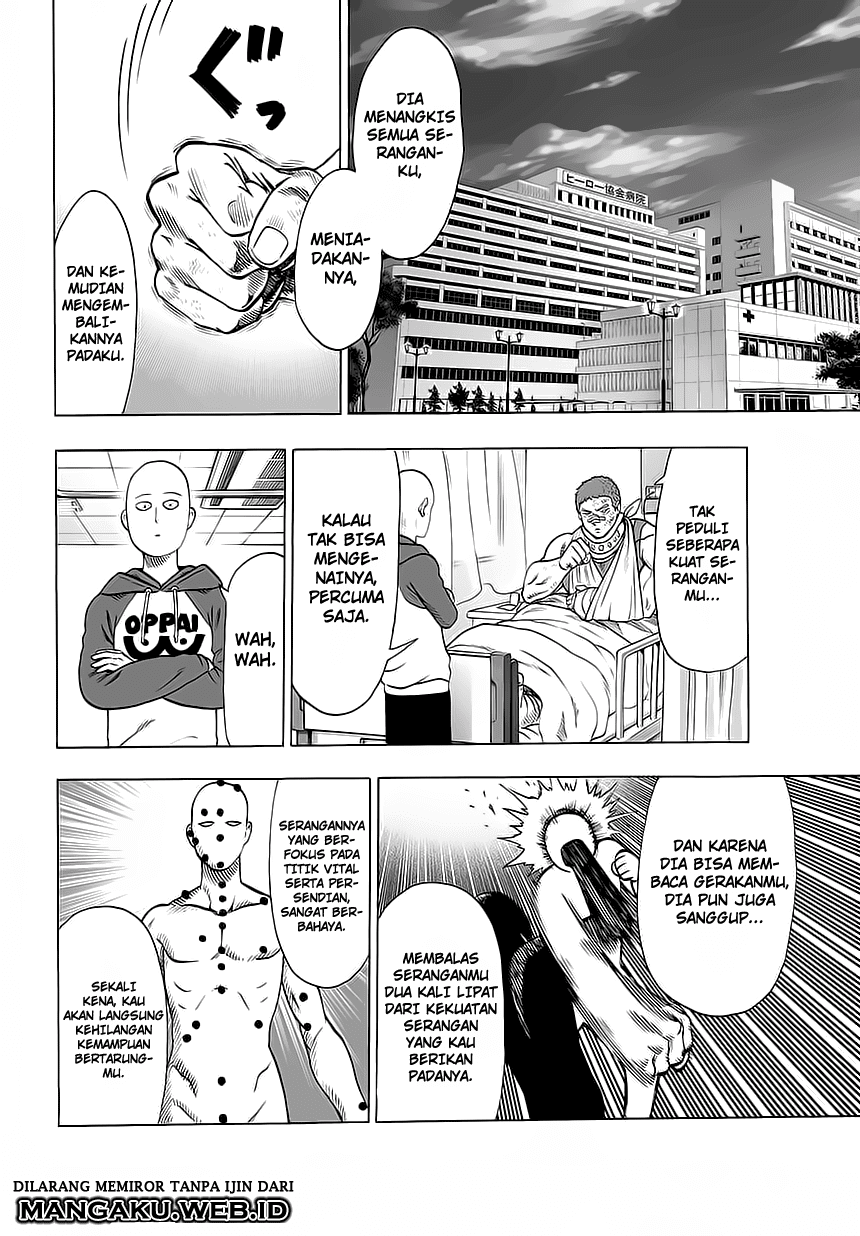 ヒーロー協会病院
DIA
MENANGKIS
SEMUA SE-
RANGAN-
KU,
MENIA-
DAKAN-
NYA,
ぐっ
DAN KE-
MUDIAN
MENGEM-
BALI-
KANNYA
PADAKU.
TAK
PEDULI
SEBERAPA
KUAT SE-
RANGAN-
MU...
KALAU
TAK BISA
MENGE-
NAINYA,
PERCUMA
SAJA.
WAH,
WAH.
OPPAI
DAN KARENA
DIA BISA MEM-
BACA GERAKANMU,
DIA PUN JUGA
SANGGUP...
MEMBALAS
SERANGANMU
DUA KALI LIPAT
DARI KEKUATAN
SERANGAN
YANG KAU
BERIKAN
PADANYA.
SERANGANNYA
YANG BER-
FOKUS PADA
TITIK VITAL
SERTA PER-
SENDIAN,
SANGAT BER-
BAHAYA.
SEKALI
KENA, KAU
AKAN LANGSUNG
KEHILANGAN
KEMAMPUAN
BERTARUNG-
MU.
DILARANG MEMIROR TANPA IJIN DARI
MANGAKU.WEB.ID